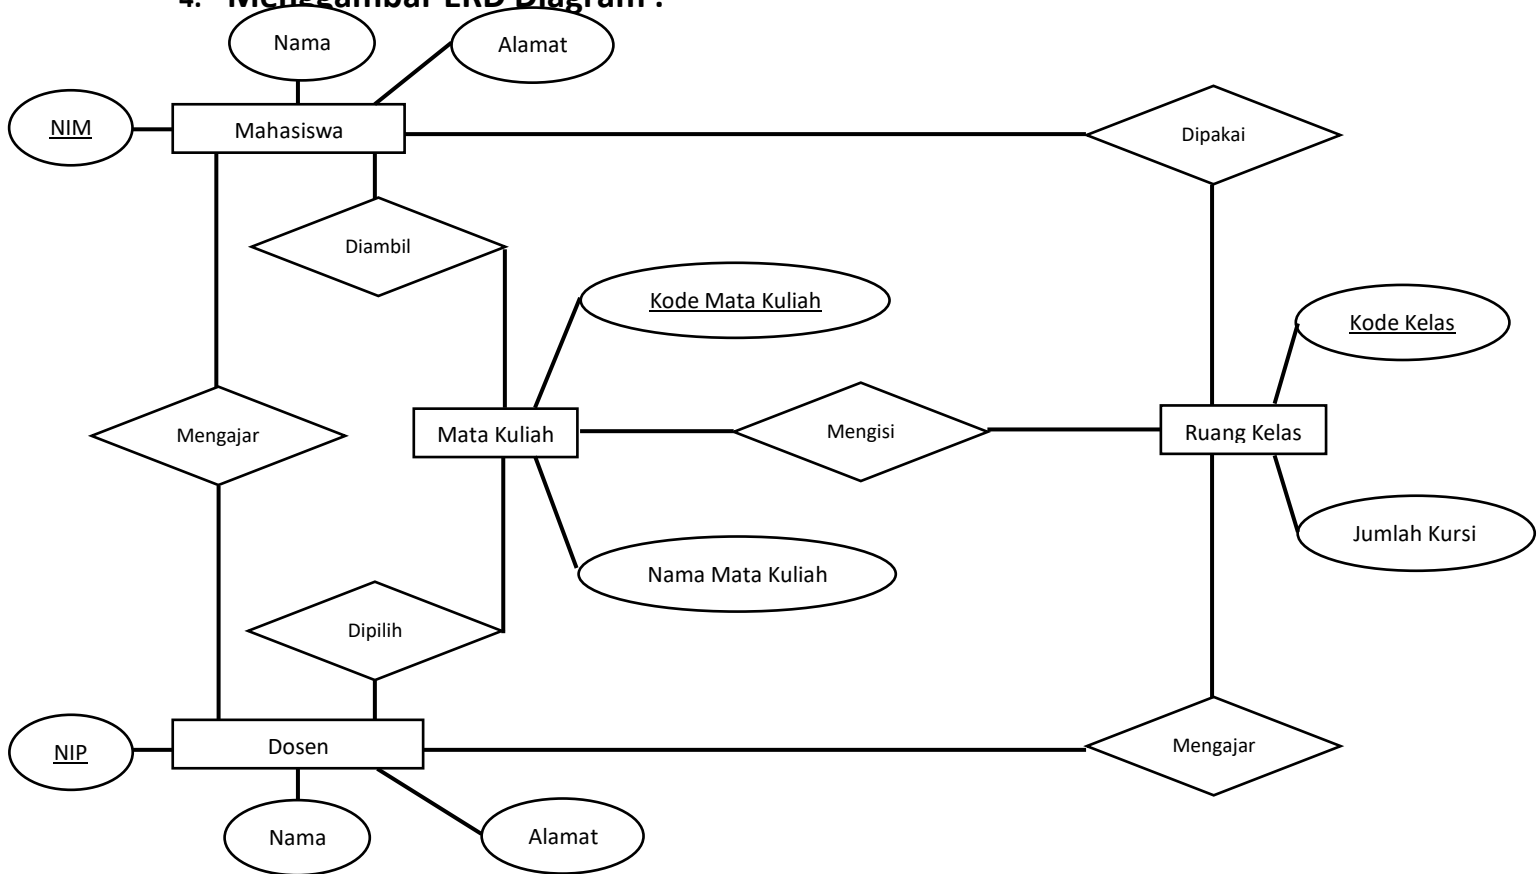 4. Menggambar ERD Diagram :
Nama
Alamat
NIM
Mahasiswa
Dipakai
Diambil
Kode Mata Kuliah
Kode Kelas
Mengajar
Mata Kuliah
Mengisi
Ruang Kelas
Jumlah Kursi
Nama Mata Kuliah
Dipilih
NIP
Dosen
Mengajar
Nama
Alamat